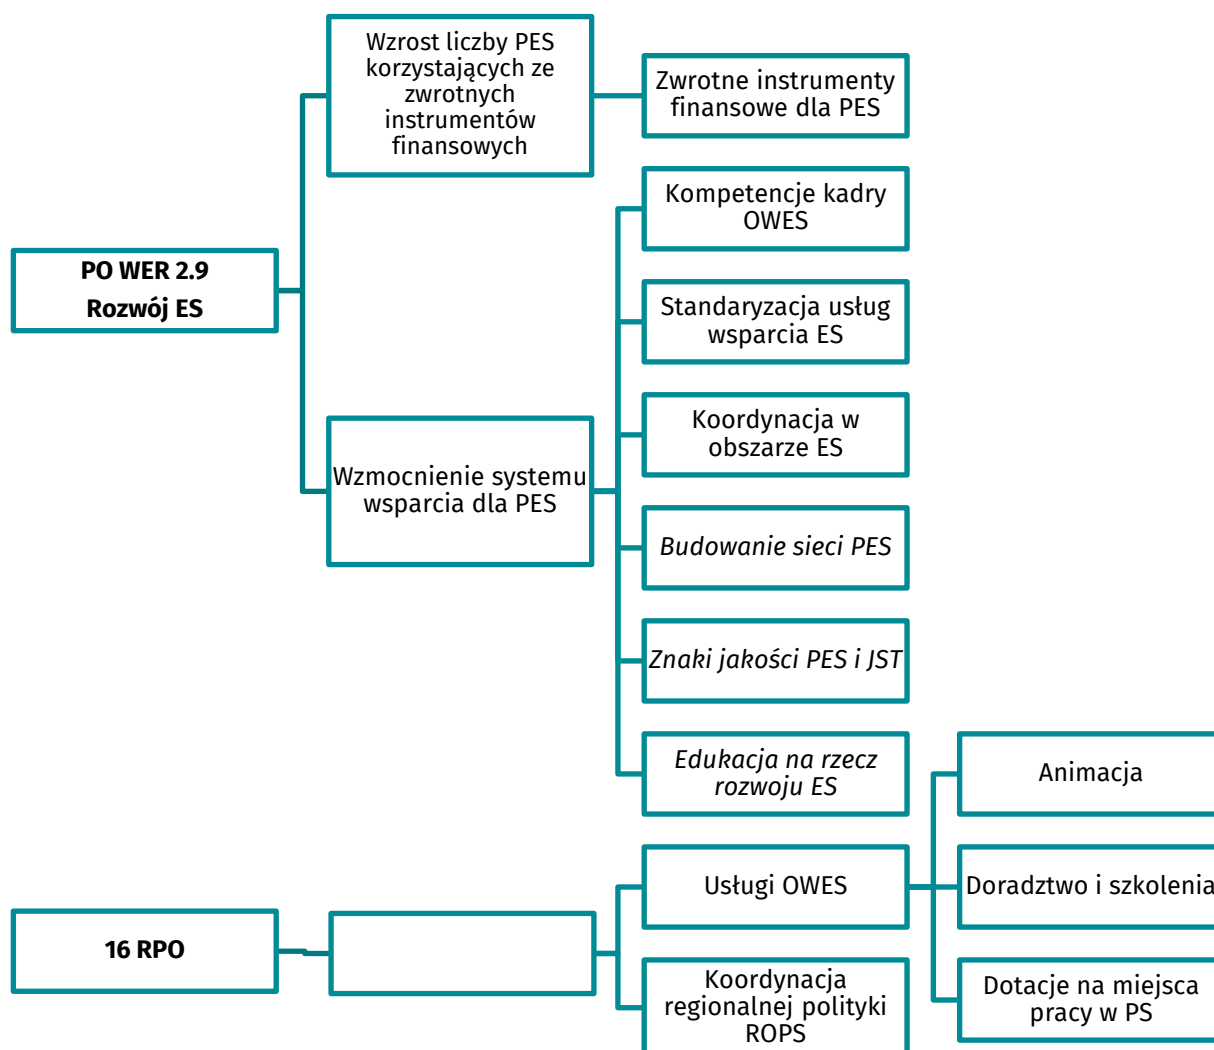 Wzrost liczby PES
korzystających ze
zwrotnych
instrumentów
finansowych
Zwrotne instrumenty
finansowe dla PES
Kompetencje kadry
OWES
PO WER 2.9
Rozwój ES
Standaryzacja usług
wsparcia ES
Koordynacja w
obszarze ES
Wzmocnienie systemu
wsparcia dla PES
Budowanie sieci PES
Znaki jakości PES i JST
Edukacja na rzecz
rozwoju ES
Animacja
Usługi OWES
Doradztwo i szkolenia
16 RPO
Koordynacja
regionalnej polityki
ROPS
Dotacje na miejsca
pracy w PS